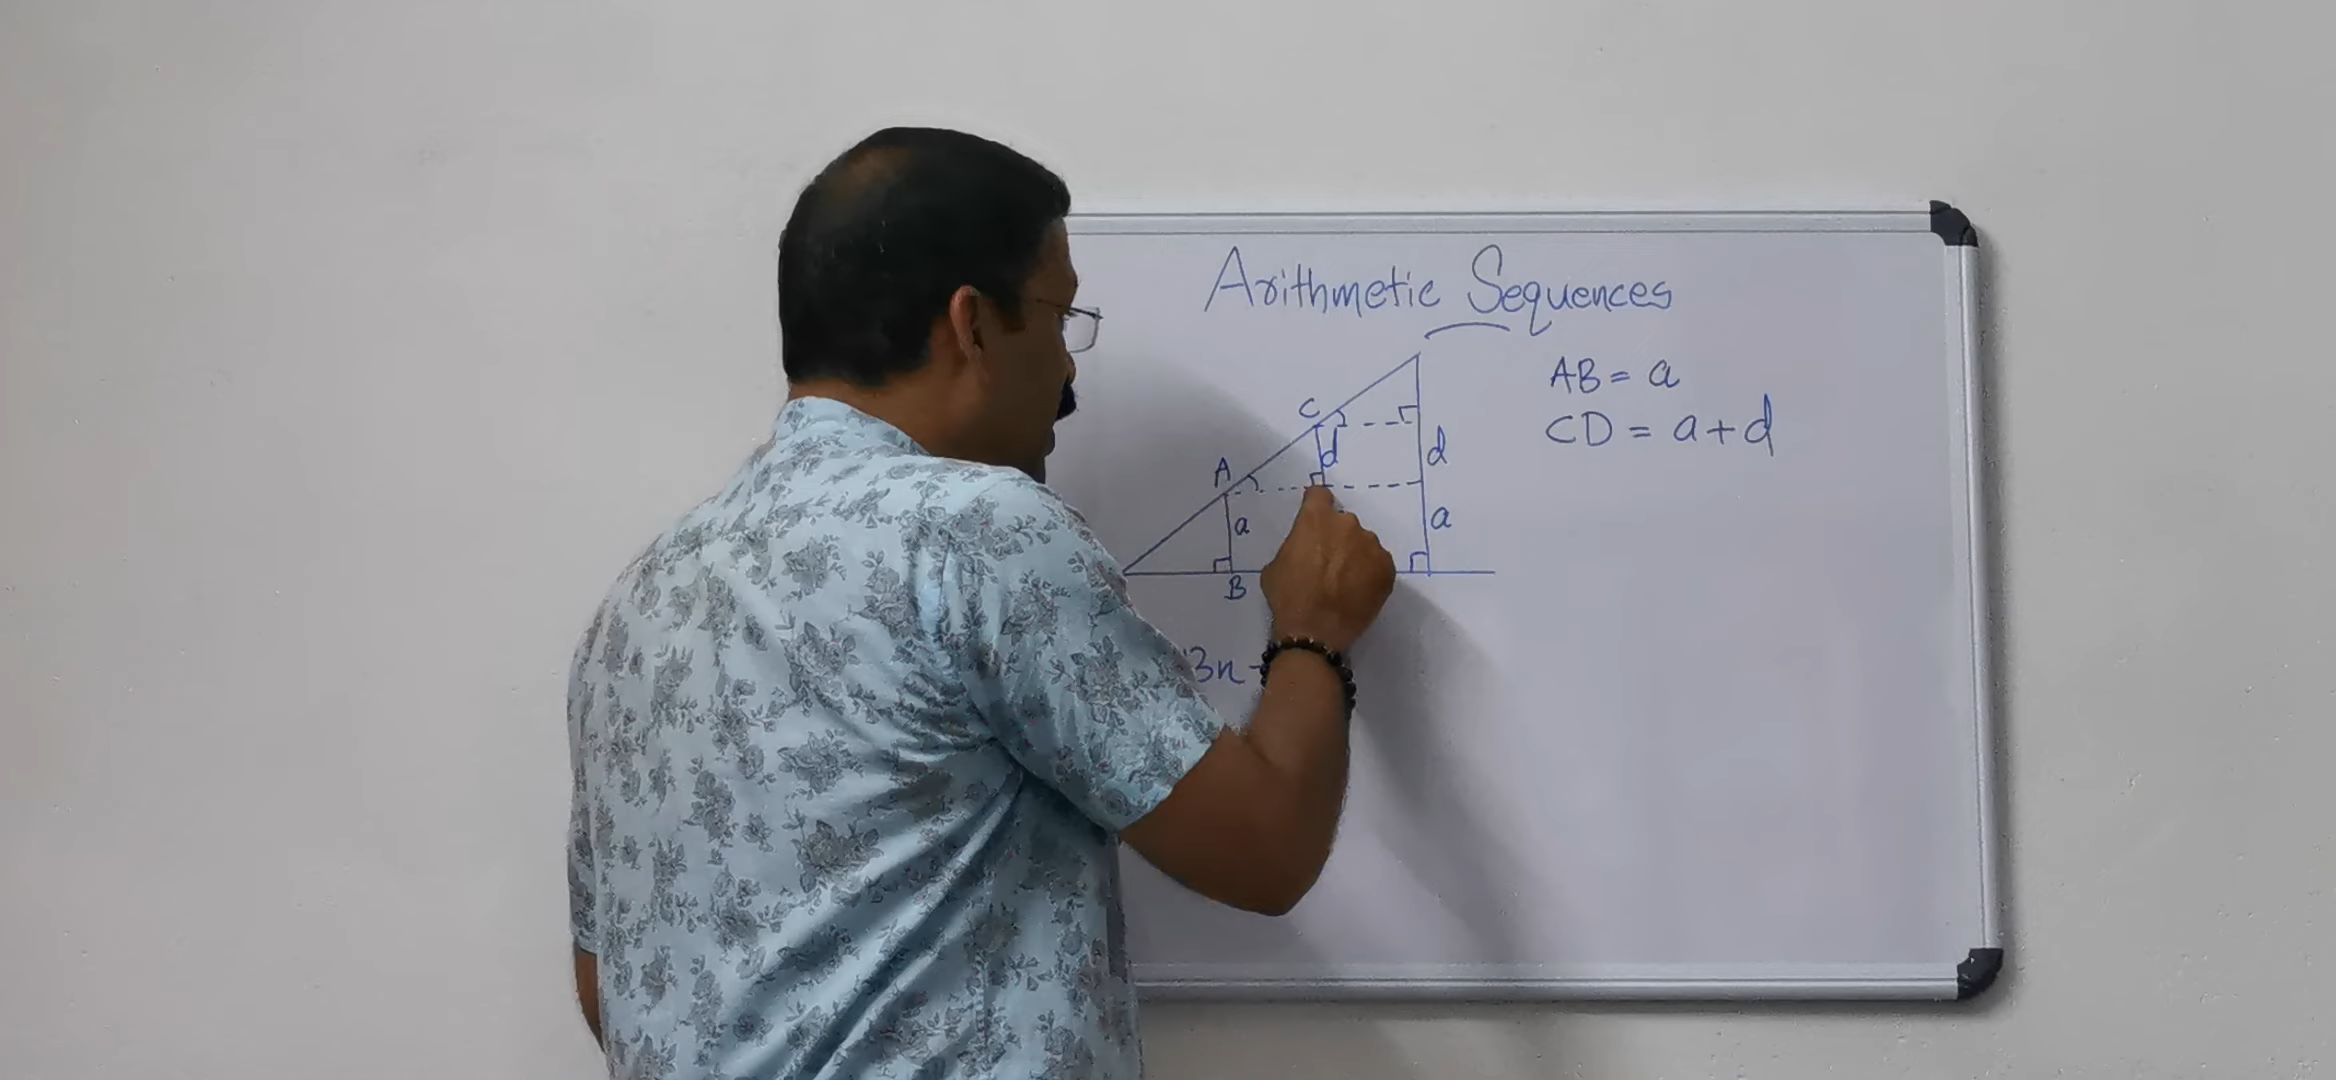 Arithmetic Sequences
AB = a
CD = a+d
C
d
d
A
a
a
B
3n -